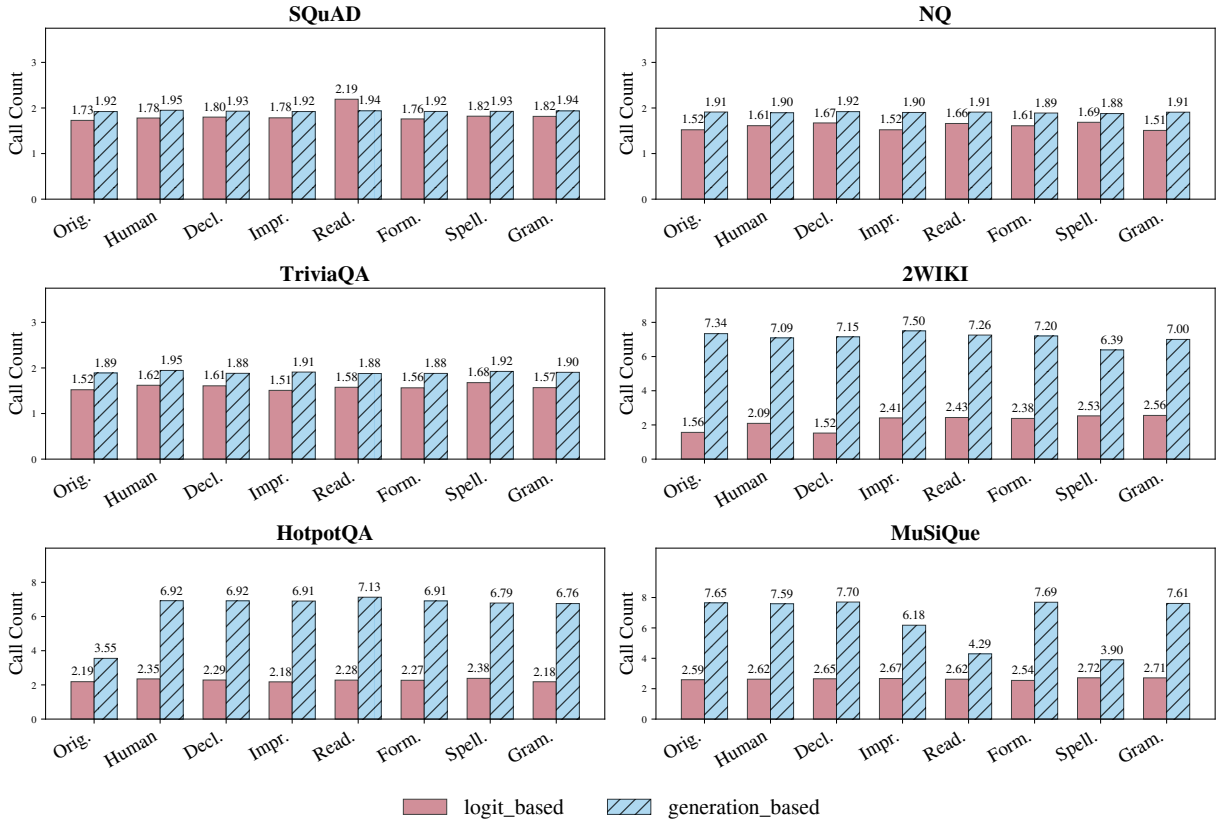 SQuAD
Call Count
3
2
1
0
1.73 1.92 1.78 1.95 1.80 1.93 1.78 1.92 2.19 1.94 1.76 1.92 1.82 1.93 1.82 1.94
Orig. Human Decl. Impr. Read. Form. Spell. Gram.
NQ
Call Count
3
2
1
0
1.52 1.91 1.61 1.90 1.67 1.92 1.52 1.90 1.66 1.91 1.61 1.89 1.69 1.88 1.51 1.91
Orig. Human Decl. Impr. Read. Form. Spell. Gram.
TriviaQA
Call Count
3
2
1
0
1.52 1.89 1.62 1.95 1.61 1.88 1.51 1.91 1.58 1.88 1.56 1.88 1.68 1.92 1.57 1.90
Orig. Human Decl. Impr. Read. Form. Spell. Gram.
2WIKI
Call Count
8
6
4
2
0
1.56 7.34 2.09 7.09 1.52 7.15 2.41 7.50 2.43 7.26 2.38 7.20 2.53 6.39 2.56 7.00
Orig. Human Decl. Impr. Read. Form. Spell. Gram.
HotpotQA
Call Count
8
6
4
2
0
2.19 3.55 2.35 6.92 2.29 6.92 2.18 6.91 2.28 7.13 2.27 6.91 2.38 6.79 2.18 6.76
Orig. Human Decl. Impr. Read. Form. Spell. Gram.
MuSiQue
Call Count
8
6
4
2
0
2.59 7.65 2.62 7.59 2.65 7.70 2.67 6.18 2.62 4.29 2.54 7.69 2.72 3.90 2.71 7.61
Orig. Human Decl. Impr. Read. Form. Spell. Gram.
logit_based generation_based